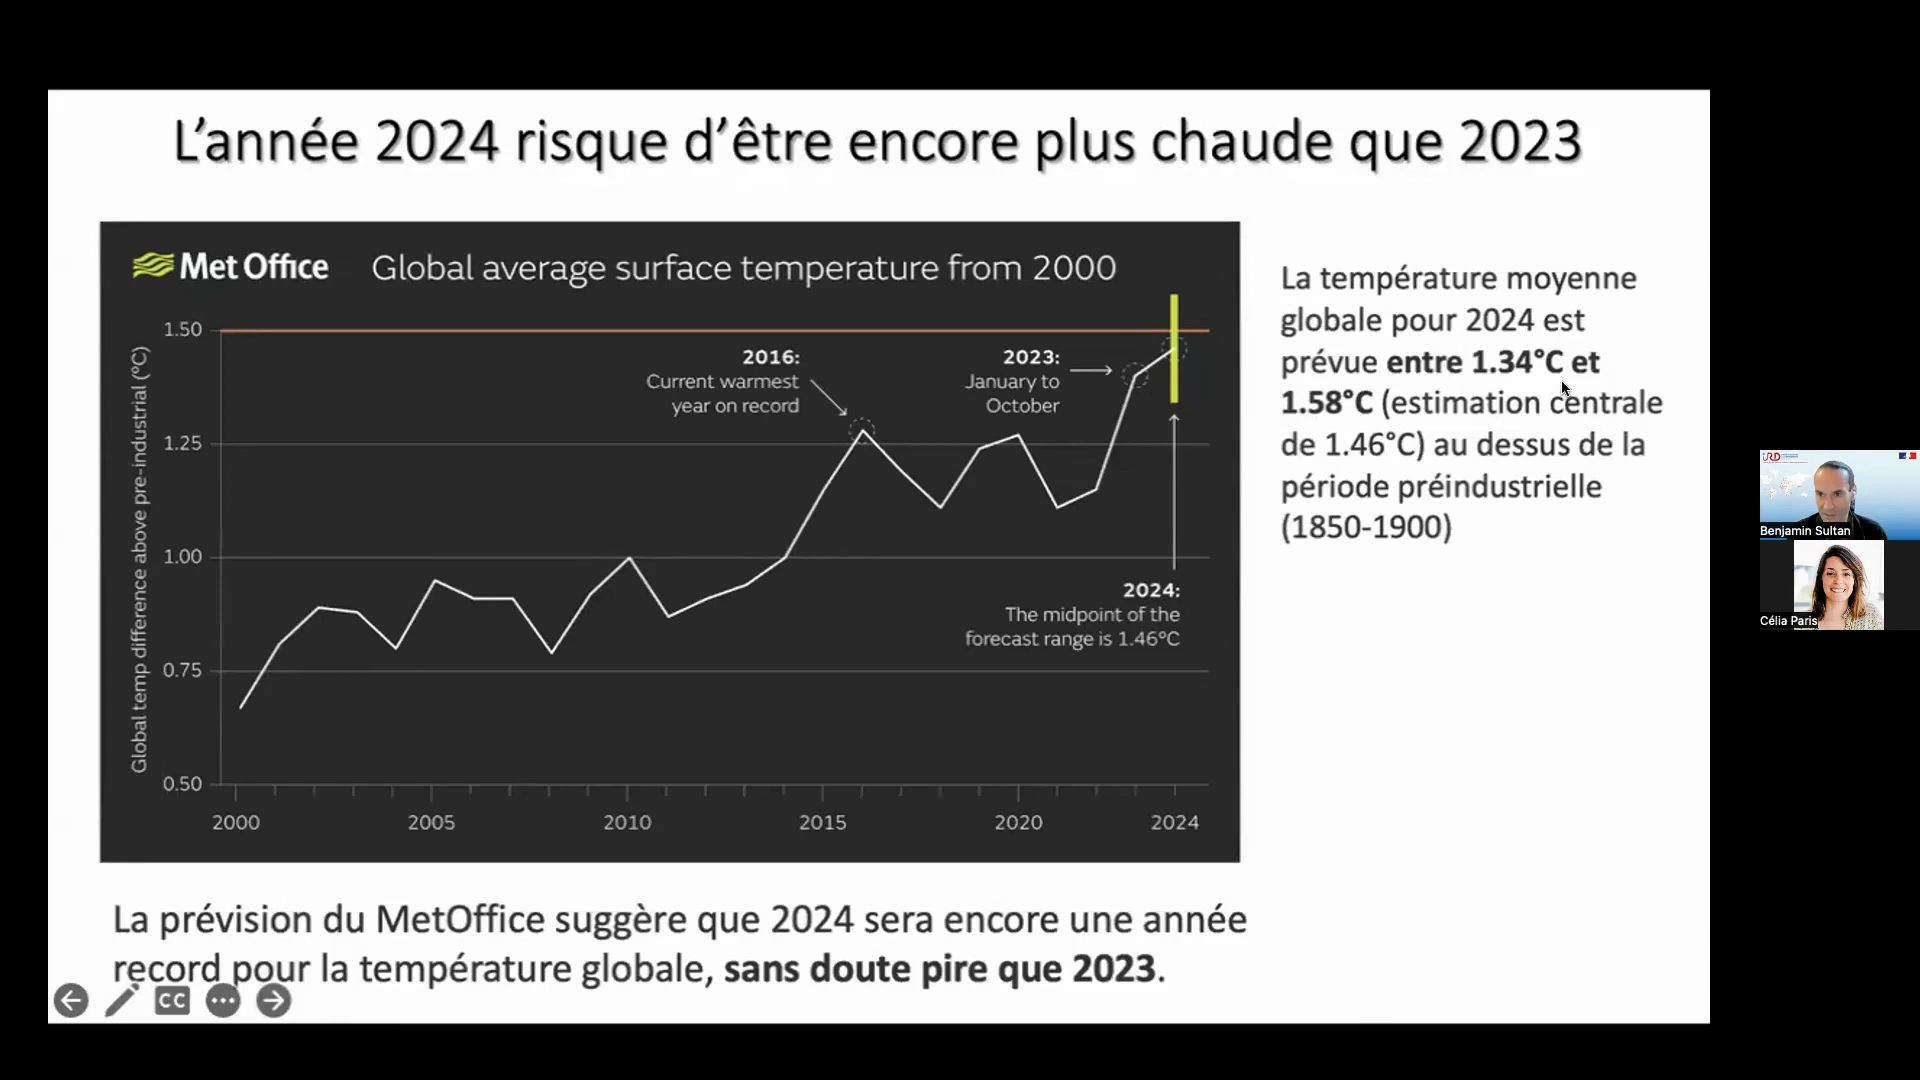 L'année 2024 risque d'être encore plus chaude que 2023
Met Office
Global average surface temperature from 2000
Global temp difference above pre-industrial (°C)
1.50
1.25
1.00
0.75
0.50
2000
2005
2010
2015
2020
2024
2016:
Current warmest
year on record
2023:
January to
October
2024:
The midpoint of the
forecast range is 1.46°C
La température moyenne
globale pour 2024 est
prévue entre 1.34°C et
1.58°C (estimation centrale
de 1.46°C) au dessus de la
période préindustrielle
(1850-1900)
La prévision du MetOffice suggère que 2024 sera encore une année
record pour la température globale, sans doute pire que 2023.
CC
IRD
Benjamin Sultan
Célia Paris